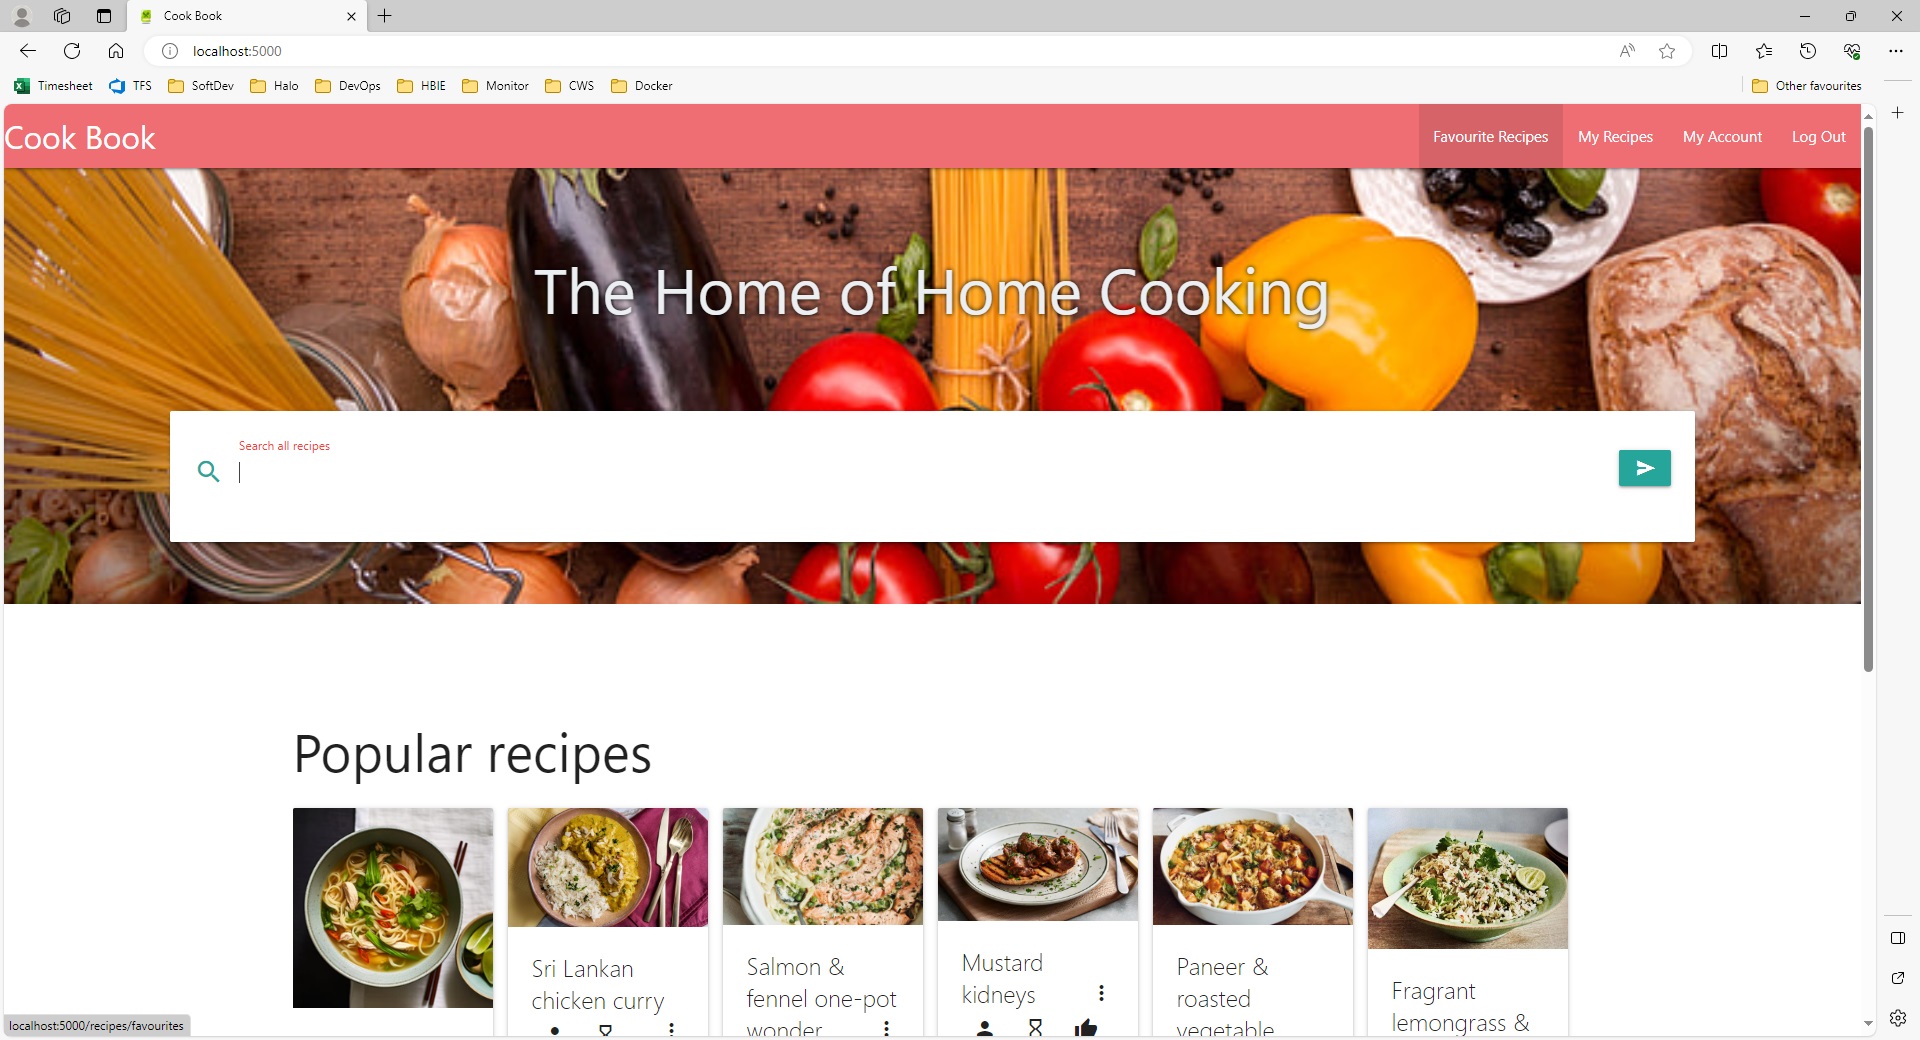 Cook Book
localhost:5000
Timesheet TFS SoftDev Halo DevOps HBIE Monitor CWS Docker Other favourites
Cook Book Favourite Recipes My Recipes My Account Log Out
The Home of Home Cooking
Search all recipes
Popular recipes
Sri Lankan
chicken curry
Salmon &
fennel one-pot
wonder
Mustard
kidneys
Paneer &
roasted
vegetable
Fragrant
lemongrass &
localhost:5000/recipes/favourites